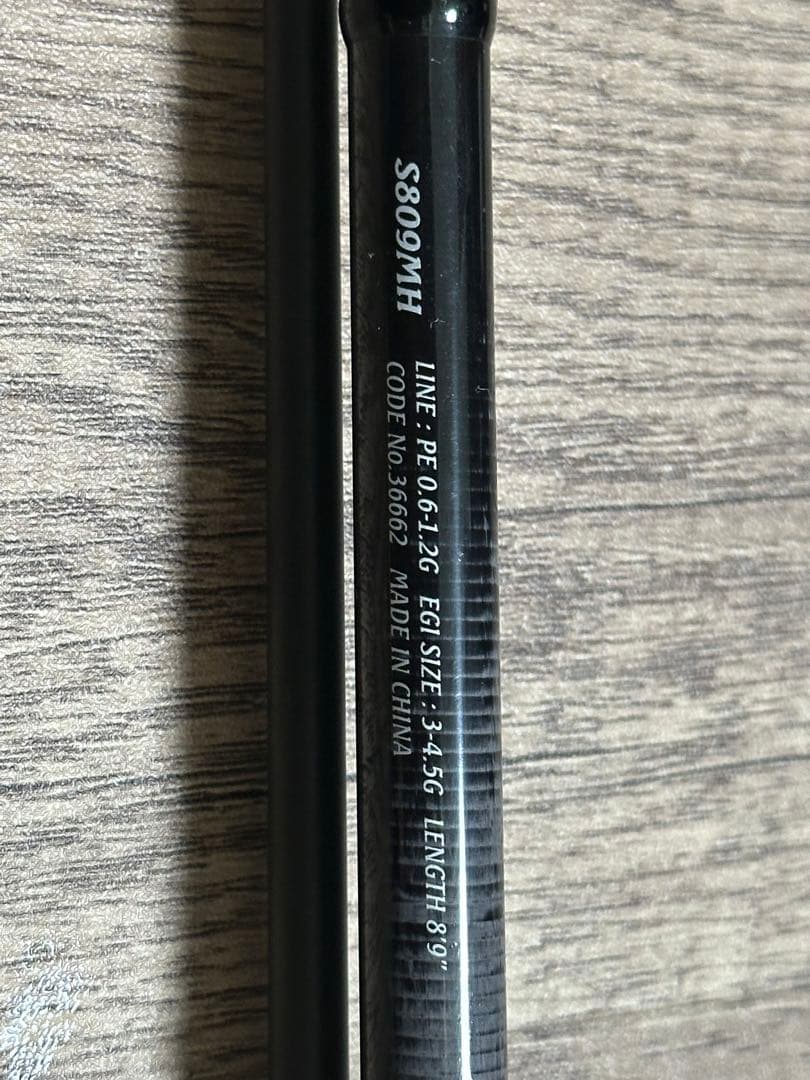 S809MH
LINE : PE 0.6-1.2G EGI SIZE : 3-4.5G LENGTH 8'9"
CODE No.36662 MADE IN CHINA